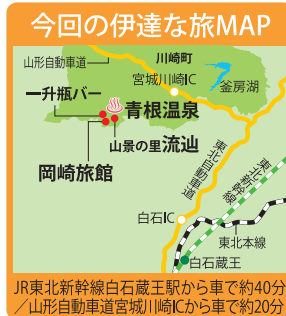 今回の伊達な旅MAP
山形自動車道
川崎町
宮城川崎IC
釜房湖
一升瓶バー
青根温泉
山景の里 流辿
岡崎旅館
東北自動車道
東北新幹線
白石IC
東北本線
白石蔵王
JR東北新幹線白石蔵王駅から車で約40分
／山形自動車道宮城川崎ICから車で約20分